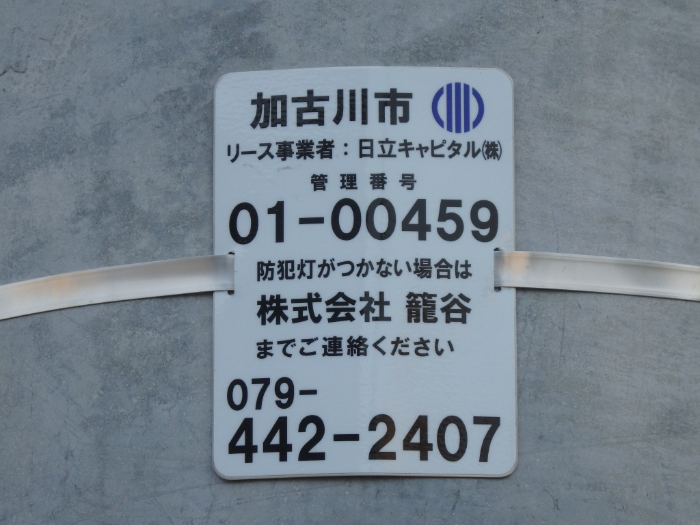 加古川市
リース事業者：日立キャピタル㈱
管理番号
01-00459
防犯灯がつかない場合は
株式会社 籠谷
までご連絡ください
079-
442-2407